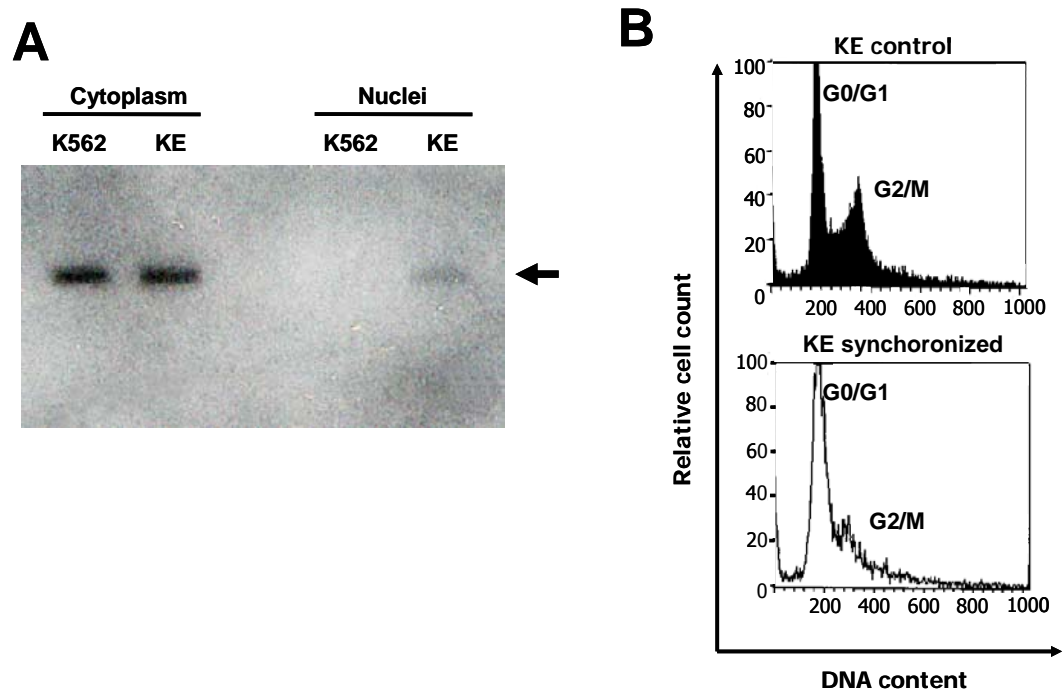 A
Cytoplasm Nuclei
K562 KE K562 KE
B
KE control
100
80
60
40
20
0
G0/G1
G2/M
200 400 600 800 1000
KE synchoronized
100
80
60
40
20
0
G0/G1
G2/M
200 400 600 800 1000
Relative cell count
DNA content